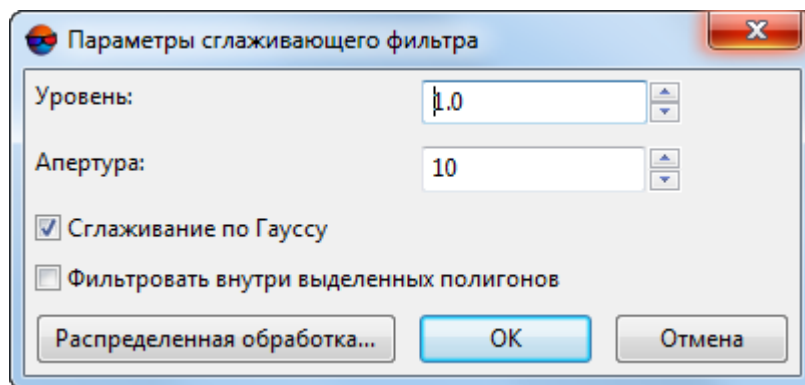 Параметры сглаживающего фильтра
Уровень: 1.0
Апертура: 10
Сглаживание по Гауссу
Фильтровать внутри выделенных полигонов
Распределенная обработка... OK Отмена